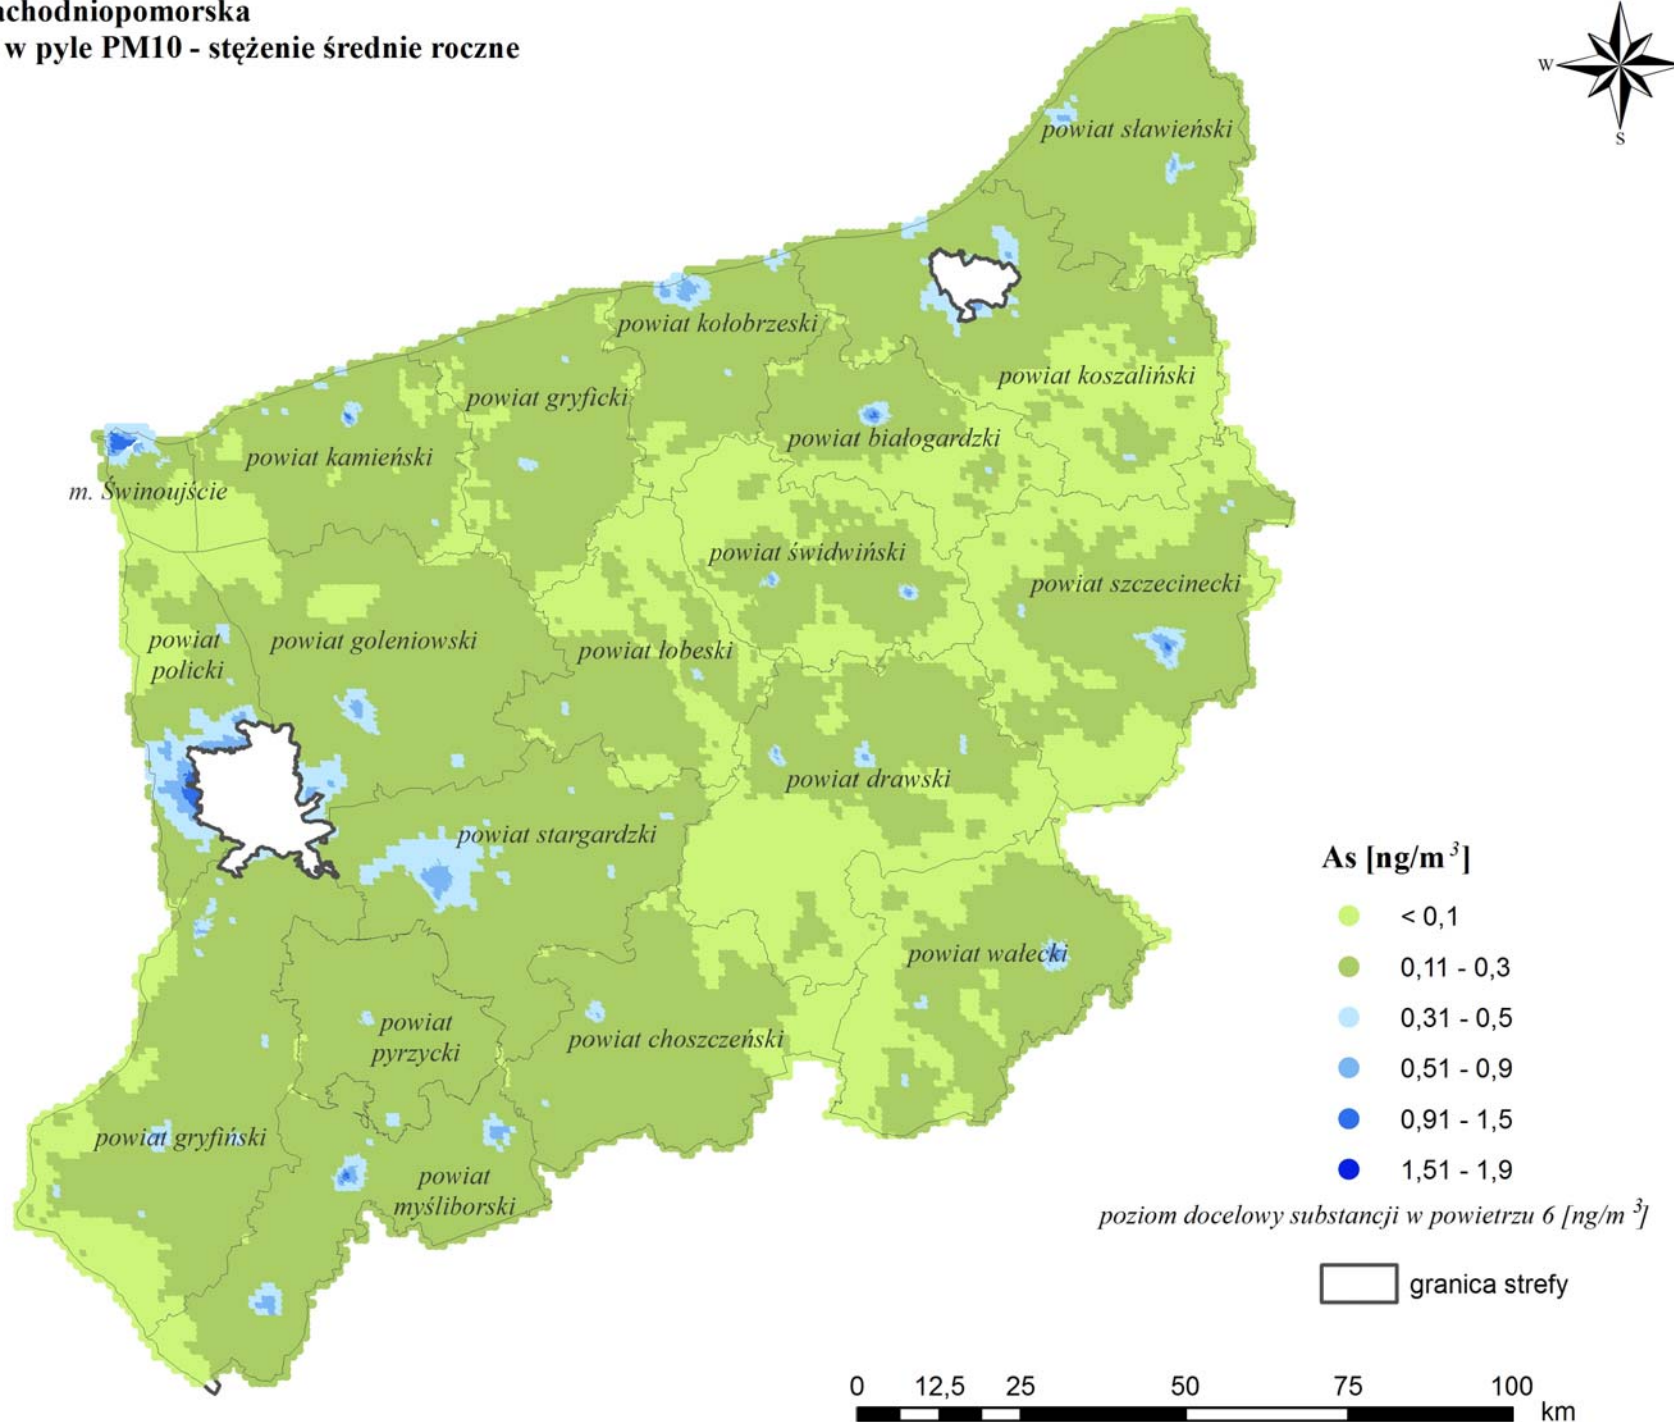 achodniopomorska
w pyle PM10 - stężenie średnie roczne
W
S
powiat sławieński
powiat kołobrzeski
powiat koszaliński
powiat gryficki
powiat białogardzki
powiat kamieński
m. Świnoujście
powiat świdwiński
powiat szczecinecki
powiat
policki
powiat goleniowski
powiat łobeski
powiat drawski
powiat stargardzki
powiat wałecki
powiat
pyrzycki
powiat choszczeński
powiat gryfiński
powiat
myśliborski
As [ng/m³]
< 0,1
0,11 - 0,3
0,31 - 0,5
0,51 - 0,9
0,91 - 1,5
1,51 - 1,9
poziom docelowy substancji w powietrzu 6 [ng/m³]
granica strefy
0 12,5 25 50 75 100
km